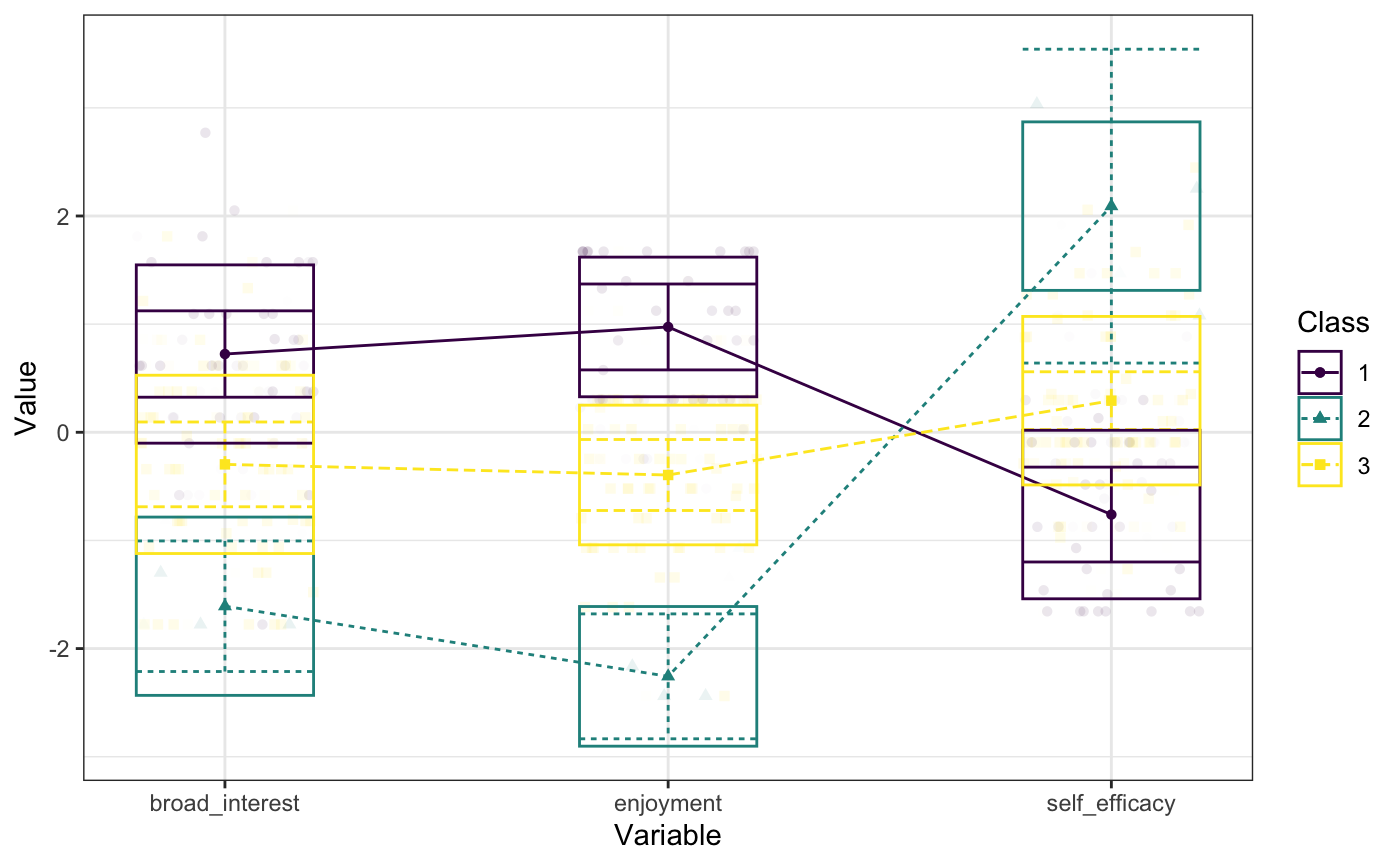 Value
2
0
-2
broad_interest
enjoyment
self_efficacy
Variable
Class
1
2
3